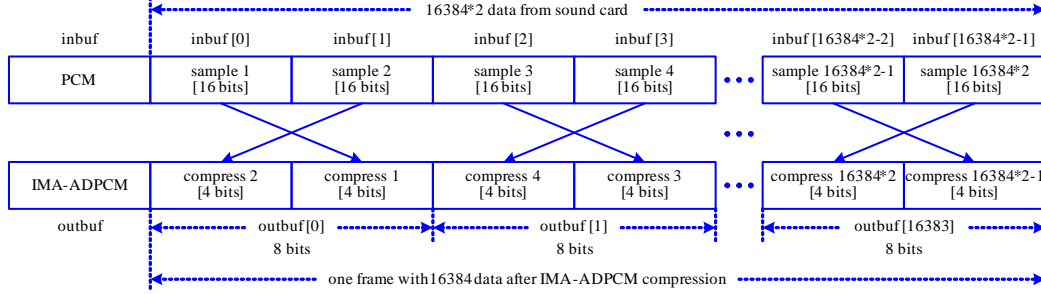 16384*2 data from sound card
inbuf inbuf [0] inbuf [1] inbuf [2] inbuf [3] inbuf [16384*2-2] inbuf [16384*2-1]
PCM sample 1 sample 2 sample 3 sample 4 sample 16384*2-1 sample 16384*2
[16 bits] [16 bits] [16 bits] [16 bits] [16 bits] [16 bits]
IMA-ADPCM compress 2 compress 1 compress 4 compress 3 compress 16384*2 compress 16384*2-1
[4 bits] [4 bits] [4 bits] [4 bits] [4 bits] [4 bits]
outbuf outbuf [0] outbuf [1] outbuf [16383]
8 bits 8 bits 8 bits
one frame with 16384 data after IMA-ADPCM compression